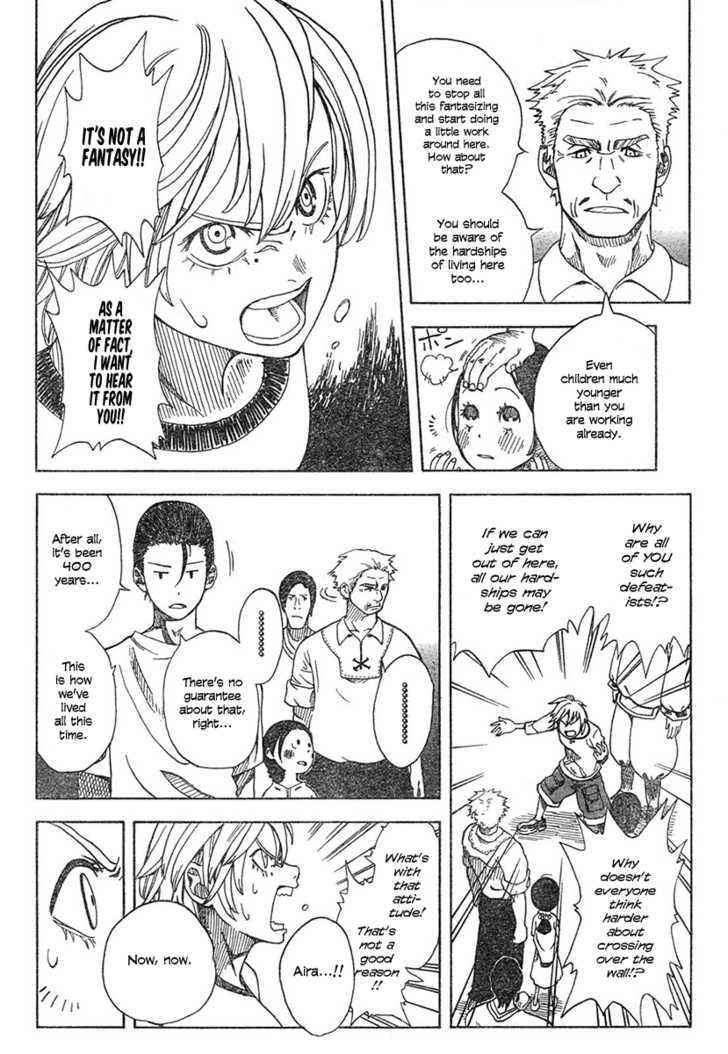 You need
to stop all
this fantasizing
and start doing
a little work
around here.
How about
that?
You should
be aware of
the hardships
of living here
too...
IT'S NOT A
FANTASY!!
AS A
MATTER
OF FACT,
I WANT
TO HEAR
IT FROM
YOU!!
Even
children much
younger
than you
are working
already.
ポン
Why
are all
of YOU
such
defeat-
ists!?
If we can
just get
out of here,
all our hard-
ships may
be gone!
Why
doesn't
everyone
think
harder
about
crossing
over the
wall!?
........
........
There's no
guarantee
about that,
right...
After all,
it's been
400
years...
This is
how
we've
lived
all this
time.
What's
with
that
atti-
tude!
That's
not a
good
reason
!!
Aira...!!
Now, now.